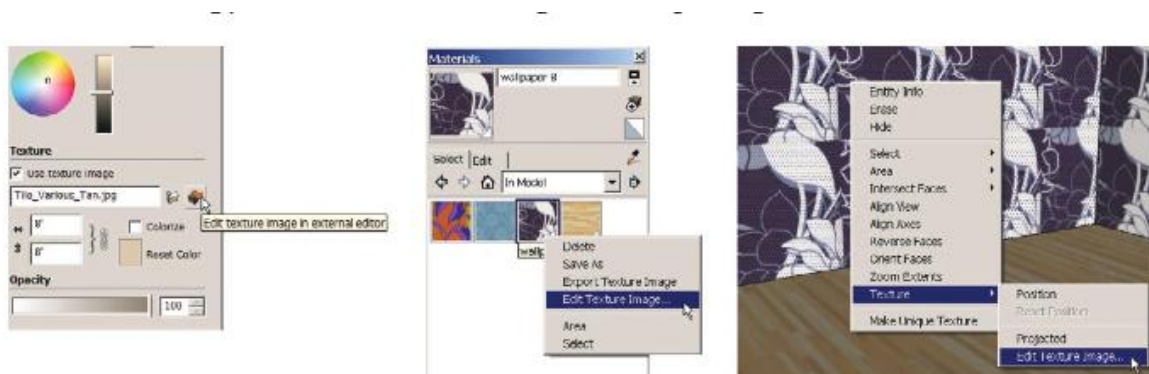 Texture
Use texture image
Tile_Various_Tan.jpg
Edit texture image in external editor
8'
Colorize
8'
Reset Color
Opacity
100
Materials
wallpaper B
Select
Edit
In Model
Delete
Save As
Export Texture Image
Edit Texture Image...
Area
Select
Entity Info
Erase
Hide
Select
Area
Intersect Faces
Align View
Align Axes
Reverse Faces
Orient Faces
Zoom Extents
Texture
Make Unique Texture
Position
Reset Position
Projected
Edit Texture Image...